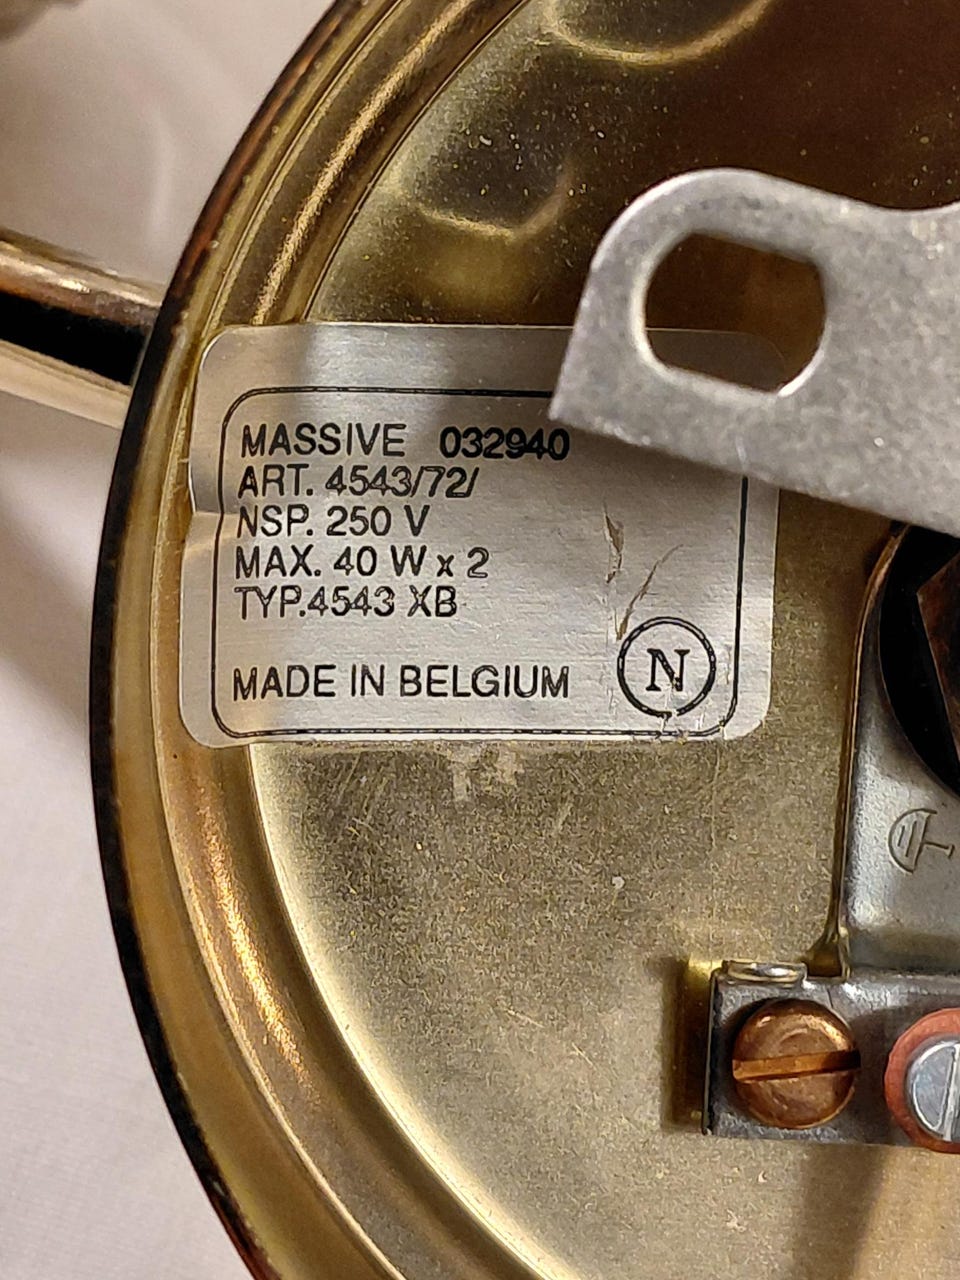 MASSIVE 032940
ART. 4543/72/
NSP. 250 V
MAX. 40 W x 2
TYP.4543 XB
MADE IN BELGIUM
N